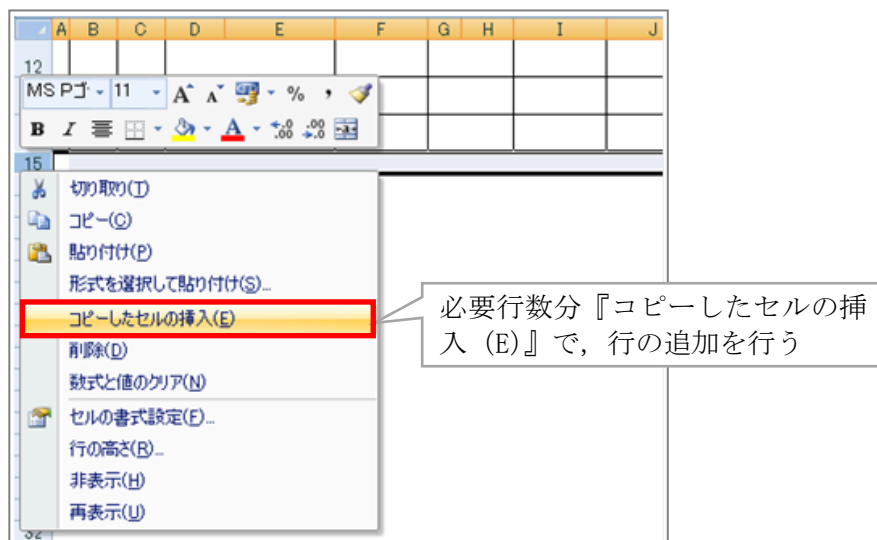 A B C D E F G H I J
12
MS Pゴ 11 A A % ,
B I A .0 .00 .00 .0 a
15
切り取り(T)
コピー(C)
貼り付け(P)
形式を選択して貼り付け(S)...
コピーしたセルの挿入(E)
削除(D)
数式と値のクリア(N)
セルの書式設定(F)...
行の高さ(R)...
非表示(H)
再表示(U)
32
必要行数分『コピーしたセルの挿
入（E)』で，行の追加を行う